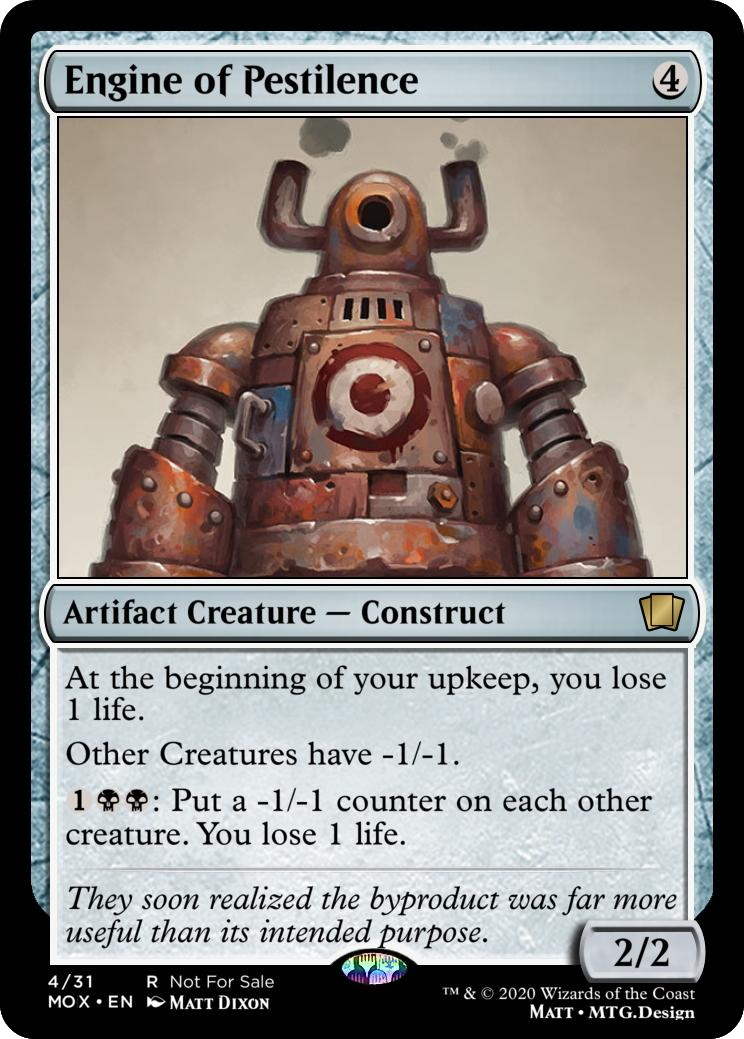 Engine of Pestilence 4
Artifact Creature — Construct
At the beginning of your upkeep, you lose
1 life.
Other Creatures have -1/-1.
1: Put a -1/-1 counter on each other
creature. You lose 1 life.
They soon realized the byproduct was far more
useful than its intended purpose.
2/2
4/31 R Not For Sale
MOX • EN Matt Dixon
™ & © 2020 Wizards of the Coast
Matt • MTG.Design